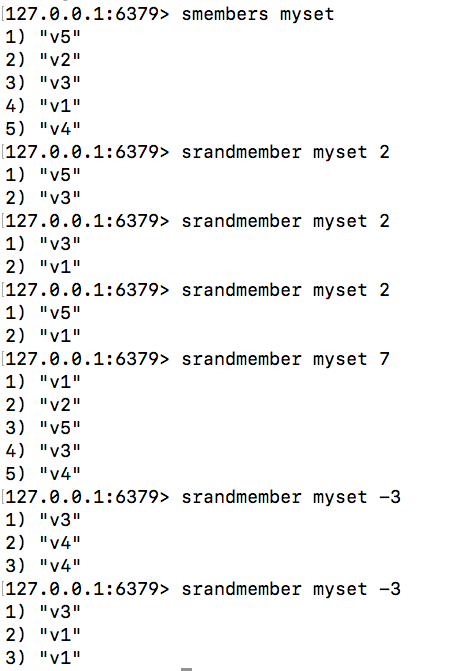 127.0.0.1:6379> smembers myset
1) "v5"
2) "v2"
3) "v3"
4) "v1"
5) "v4"
127.0.0.1:6379> srandmember myset 2
1) "v5"
2) "v3"
127.0.0.1:6379> srandmember myset 2
1) "v3"
2) "v1"
127.0.0.1:6379> srandmember myset 2
1) "v5"
2) "v1"
127.0.0.1:6379> srandmember myset 7
1) "v1"
2) "v2"
3) "v5"
4) "v3"
5) "v4"
127.0.0.1:6379> srandmember myset -3
1) "v3"
2) "v4"
3) "v4"
127.0.0.1:6379> srandmember myset -3
1) "v3"
2) "v1"
3) "v1"